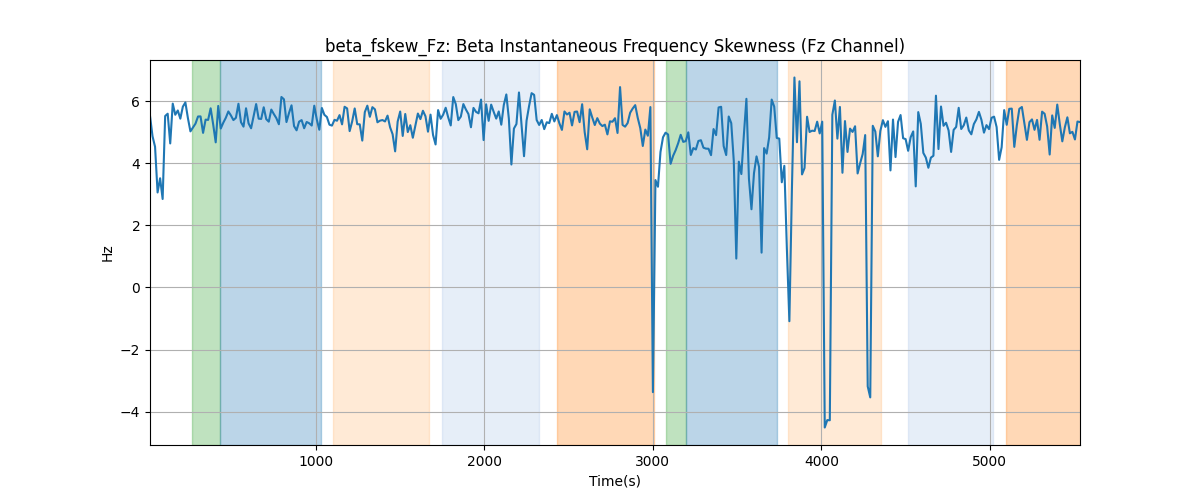 beta_fskew_Fz: Beta Instantaneous Frequency Skewness (Fz Channel)
6
4
2
0
−2
−4
Hz
1000 2000 3000 4000 5000
Time(s)